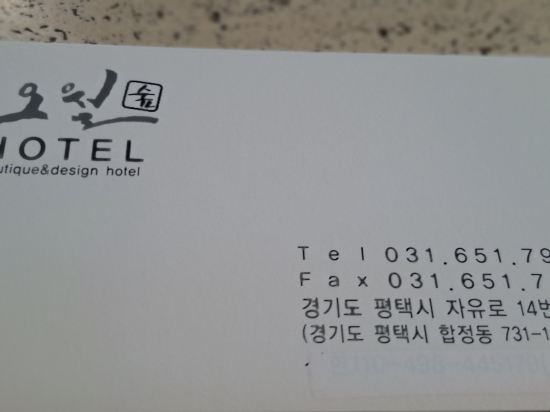 오월 숲
HOTEL
utique&design hotel
Tel 031.651.79
Fax 031.651.7
경기도 평택시 자유로 14번
(경기도 평택시 합정동 731-1